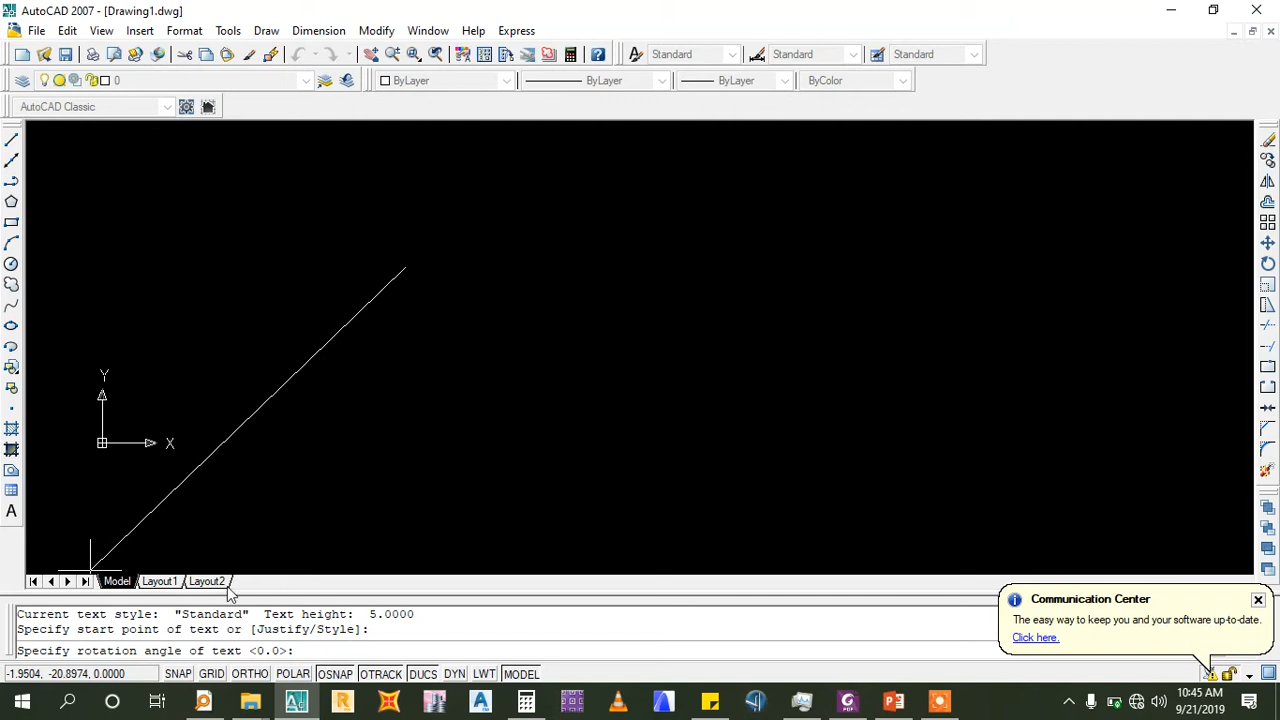 AutoCAD 2007 - [Drawing1.dwg]
File Edit View Insert Format Tools Draw Dimension Modify Window Help Express
Standard Standard Standard
0 ByLayer ByLayer ByLayer ByColor
AutoCAD Classic
Y
X
A
Model Layout1 Layout2
Current text style: "Standard" Text height: 5.0000
Specify start point of text or [Justify/Style]:
Specify rotation angle of text <0.0>:
Communication Center
The easy way to keep you and your software up-to-date.
Click here.
-1.9504, -20.8974, 0.0000 SNAP GRID ORTHO POLAR OSNAP OTRACK DUCS DYN LWT MODEL
10:45 AM
9/21/2019